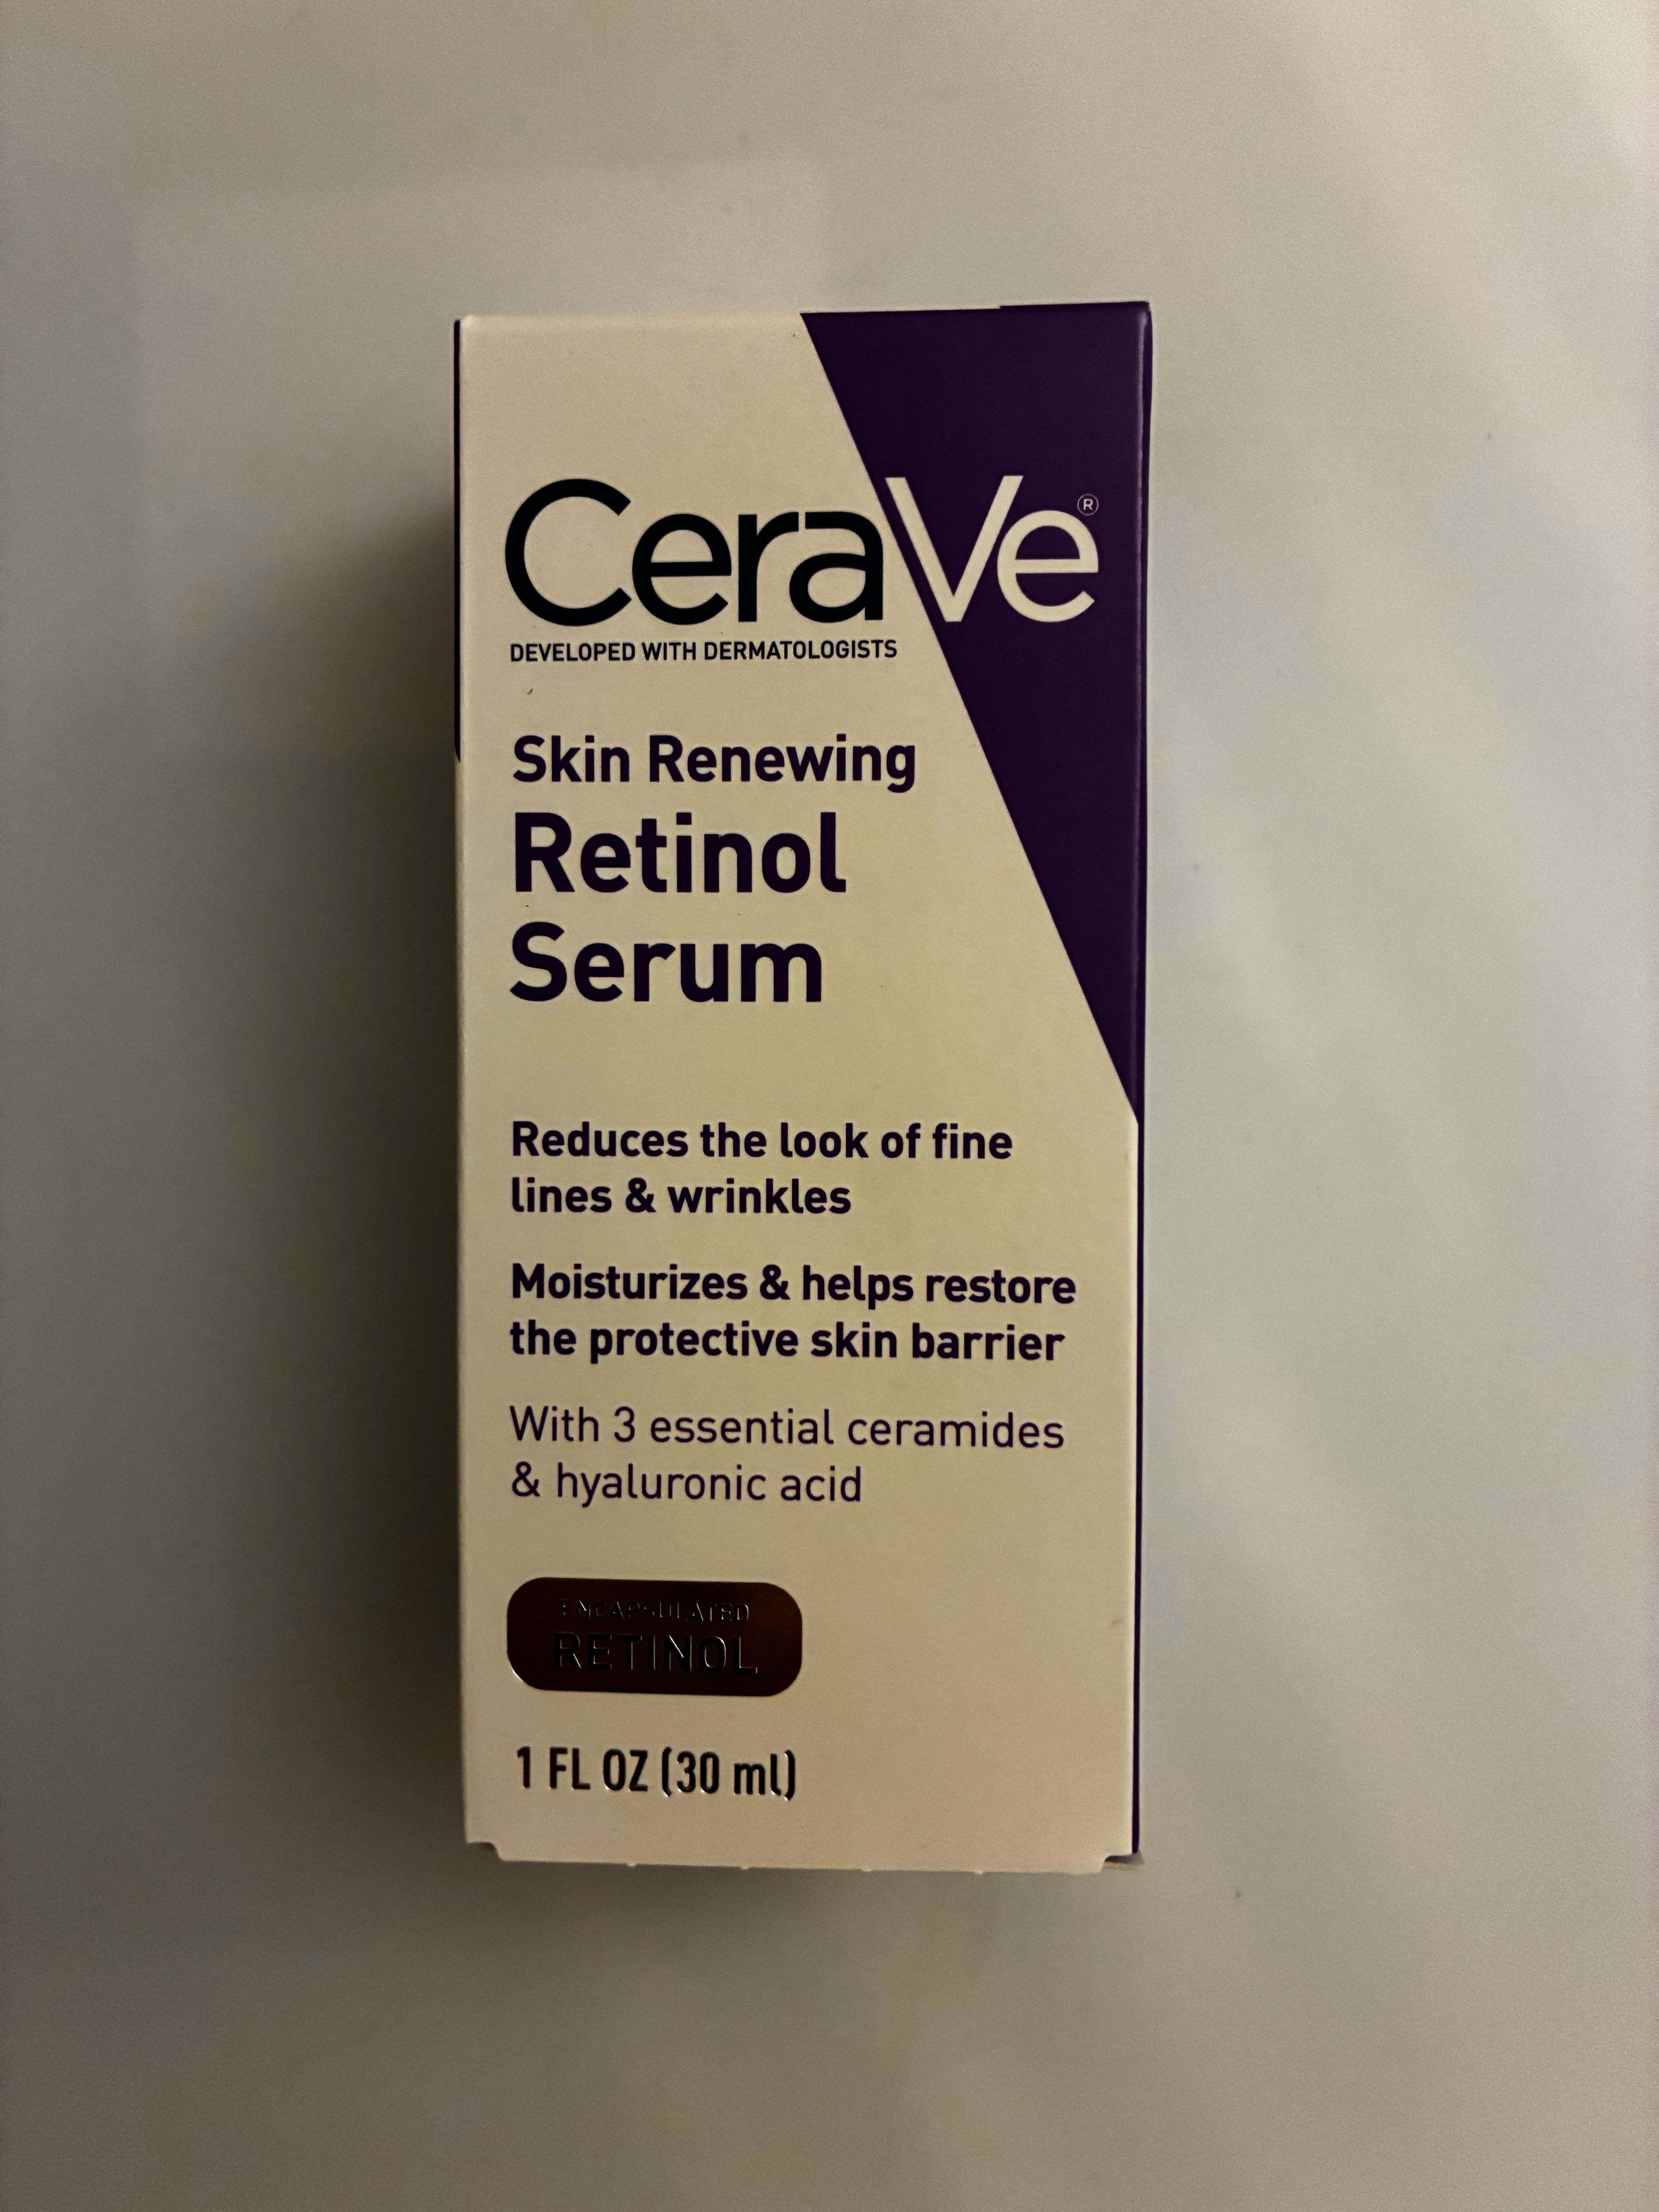 CeraVe®
DEVELOPED WITH DERMATOLOGISTS
Skin Renewing
Retinol
Serum
Reduces the look of fine
lines & wrinkles
Moisturizes & helps restore
the protective skin barrier
With 3 essential ceramides
& hyaluronic acid
ENCAPSULATED
RETINOL
1 FL OZ (30 ml)